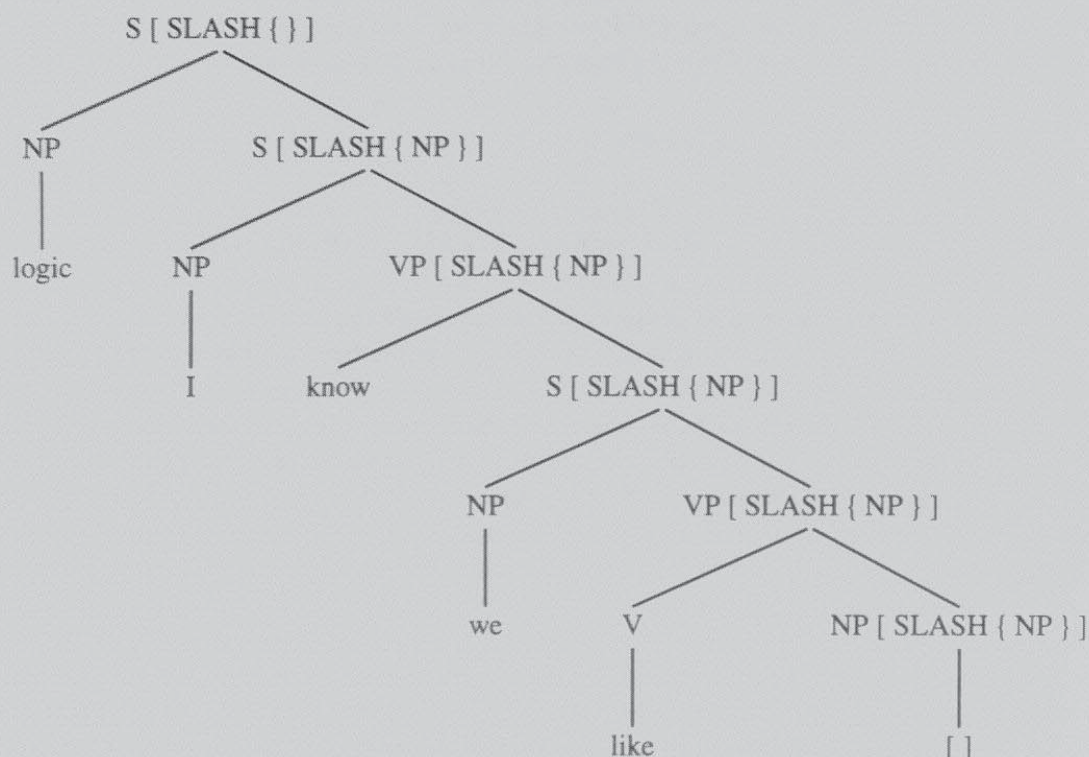 S [ SLASH { } ]
NP S [ SLASH { NP } ]
logic NP VP [ SLASH { NP } ]
I know S [ SLASH { NP } ]
NP VP [ SLASH { NP } ]
we V NP [ SLASH { NP } ]
like [ ]